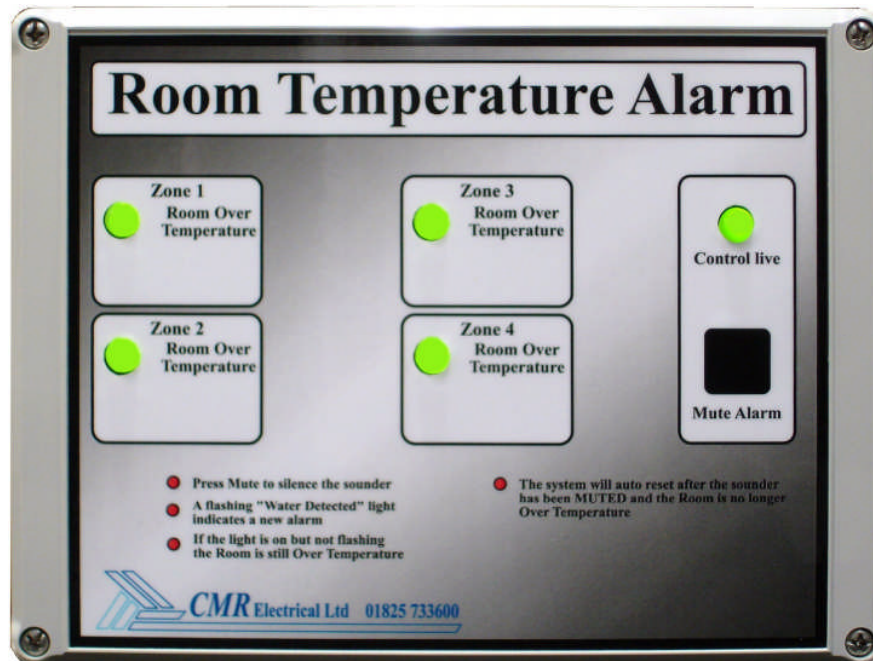 Room Temperature Alarm
Zone 1
Room Over
Temperature
Zone 2
Room Over
Temperature
Zone 3
Room Over
Temperature
Zone 4
Room Over
Temperature
Control live
Mute Alarm
Press Mute to silence the sounder
A flashing "Water Detected" light
indicates a new alarm
If the light is on but not flashing
the Room is still Over Temperature
The system will auto reset after the sounder
has been MUTED and the Room is no longer
Over Temperature
CMR Electrical Ltd 01825 733600